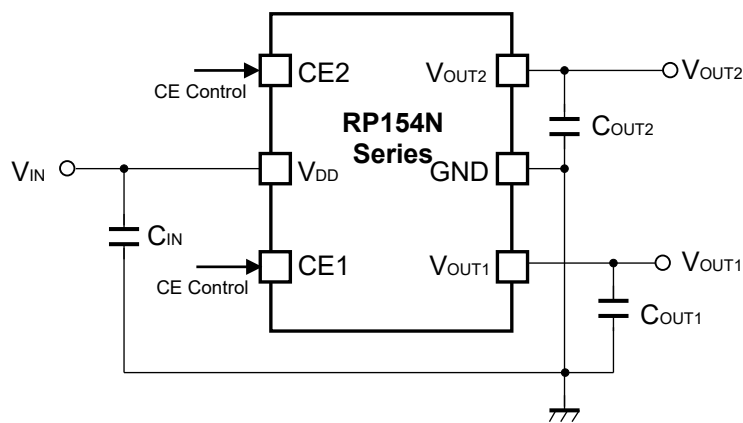 CE2
CE Control
VOUT2
VOUT2
RP154N
Series
COUT2
VIN
VDD
GND
CIN
CE1
CE Control
VOUT1
VOUT1
COUT1